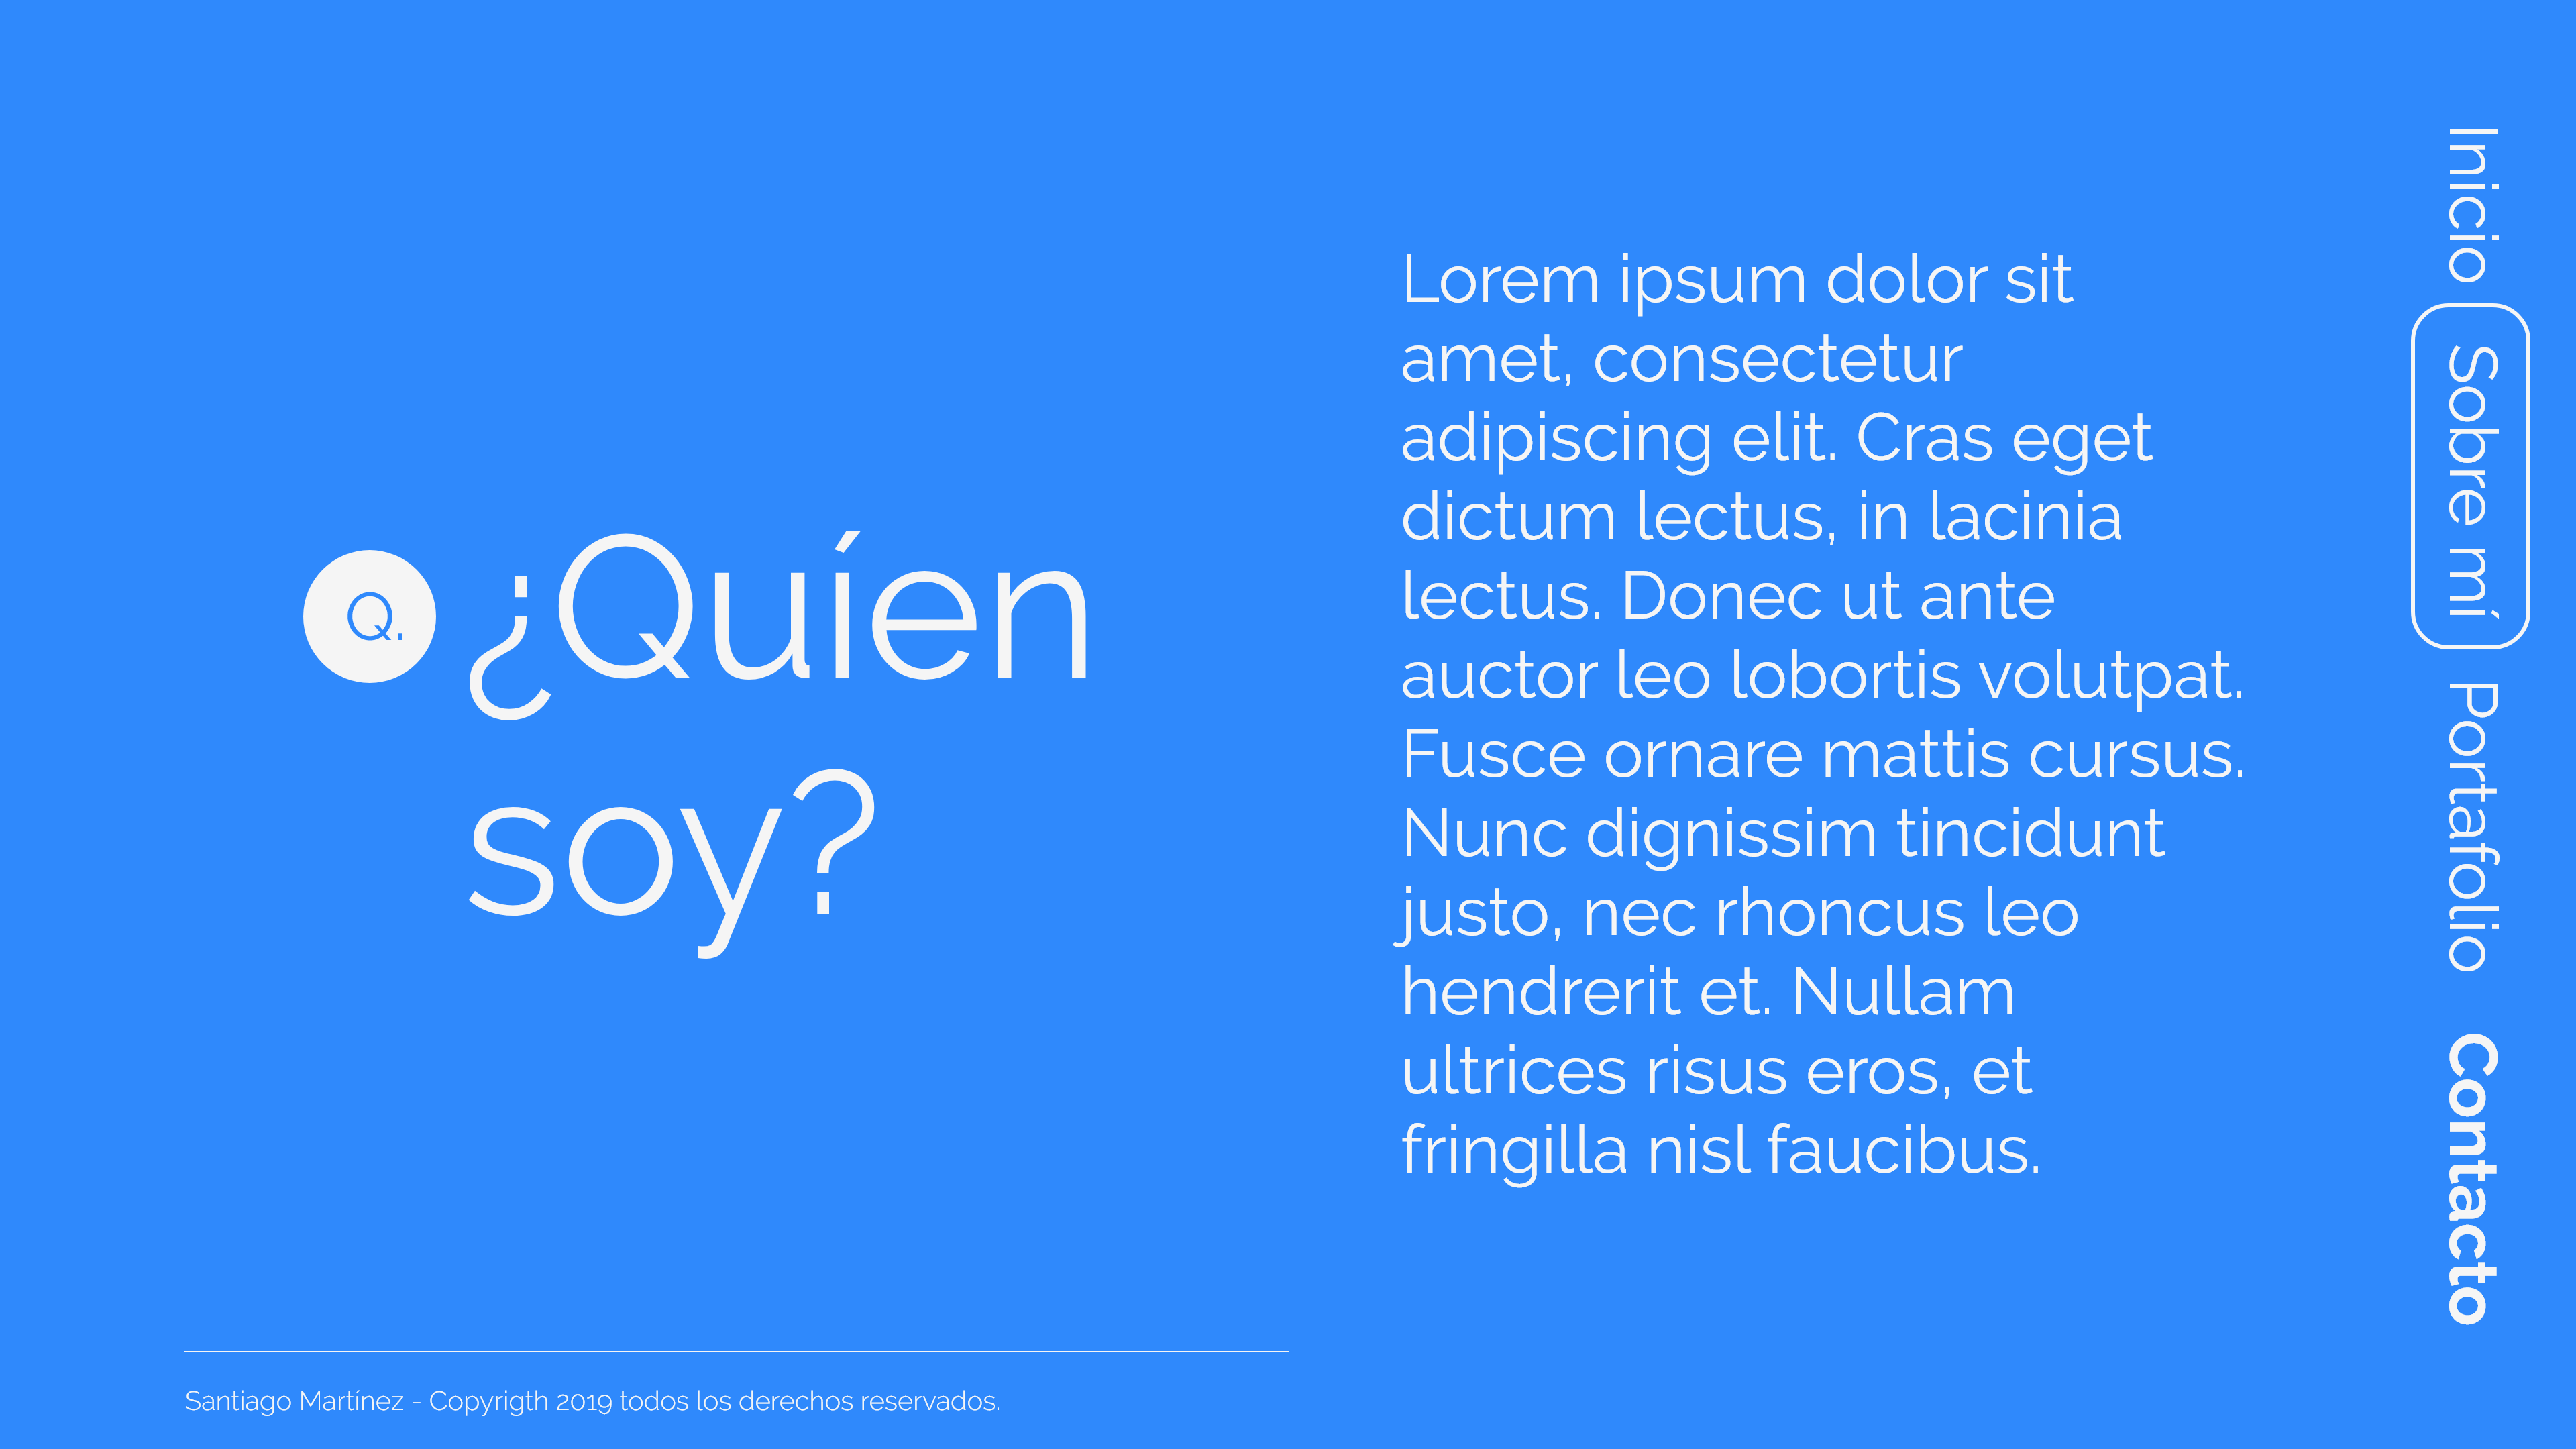 Q.
¿Quíen
soy?
Lorem ipsum dolor sit
amet, consectetur
adipiscing elit. Cras eget
dictum lectus, in lacinia
lectus. Donec ut ante
auctor leo lobortis volutpat.
Fusce ornare mattis cursus.
Nunc dignissim tincidunt
justo, nec rhoncus leo
hendrerit et. Nullam
ultrices risus eros, et
fringilla nisl faucibus.
Inicio
Sobre mí
Portafolio
Contacto
Santiago Martínez - Copyrigth 2019 todos los derechos reservados.